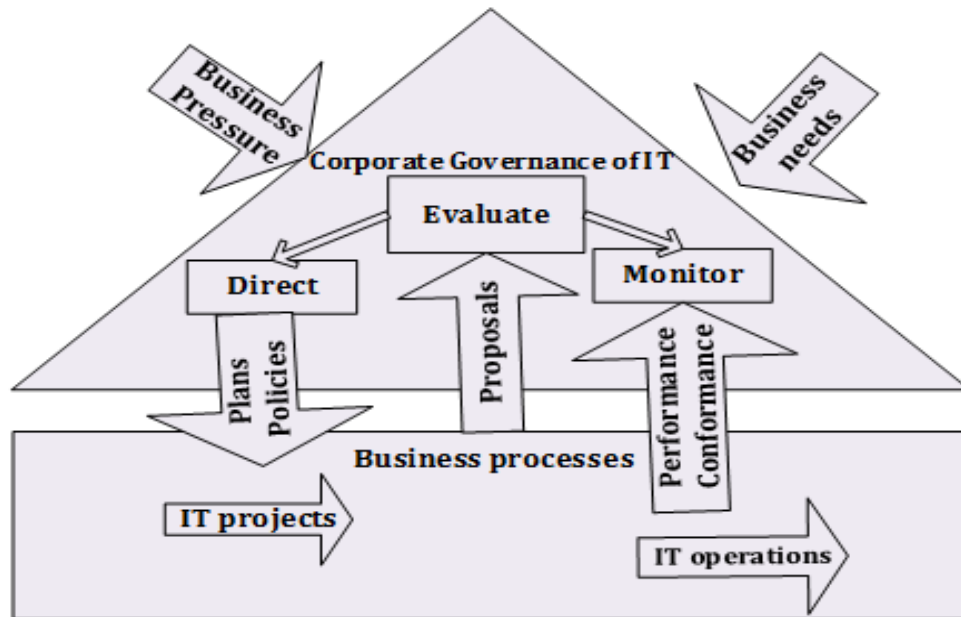 Business
Pressure
Business
needs
Corporate Governance of IT
Evaluate
Direct
Monitor
Plans
Policies
Proposals
Performance
Conformance
Business processes
IT projects
IT operations